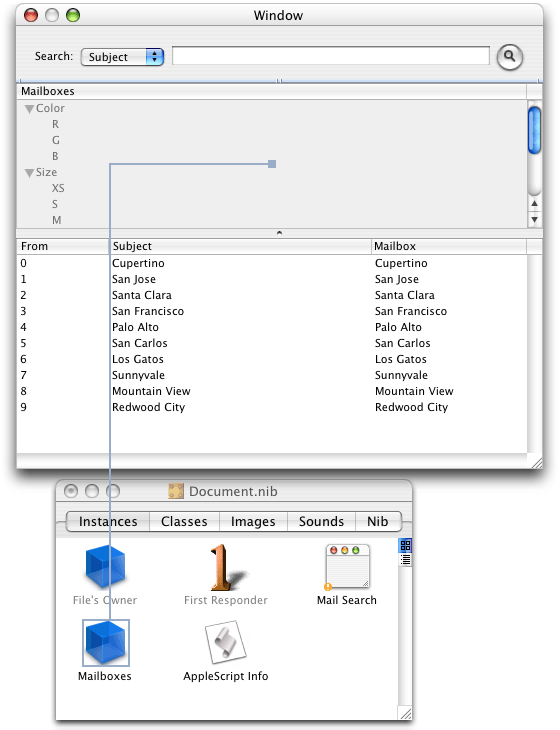 Window
Search: Subject
Mailboxes
Color
R
G
B
Size
XS
S
M
From Subject Mailbox
0 Cupertino Cupertino
1 San Jose San Jose
2 Santa Clara Santa Clara
3 San Francisco San Francisco
4 Palo Alto Palo Alto
5 San Carlos San Carlos
6 Los Gatos Los Gatos
7 Sunnyvale Sunnyvale
8 Mountain View Mountain View
9 Redwood City Redwood City
Document.nib
Instances Classes Images Sounds Nib
File's Owner First Responder Mail Search
Mailboxes AppleScript Info